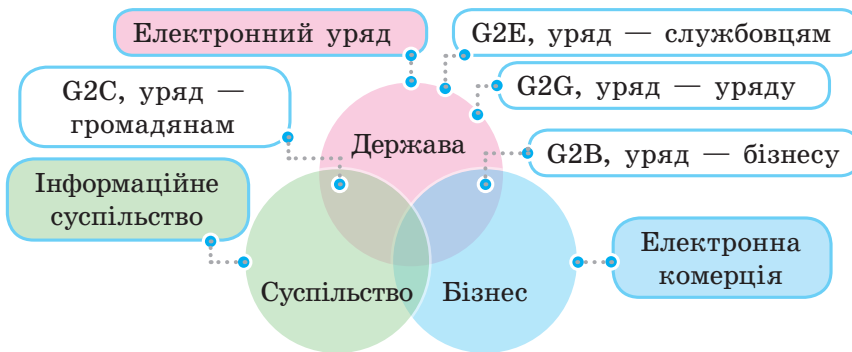 Електронний уряд
G2E, уряд — службовцям
G2C, уряд —
громадянам
G2G, уряд — уряду
Держава
G2B, уряд — бізнесу
Інформаційне
суспільство
Електронна
комерція
Суспільство
Бізнес